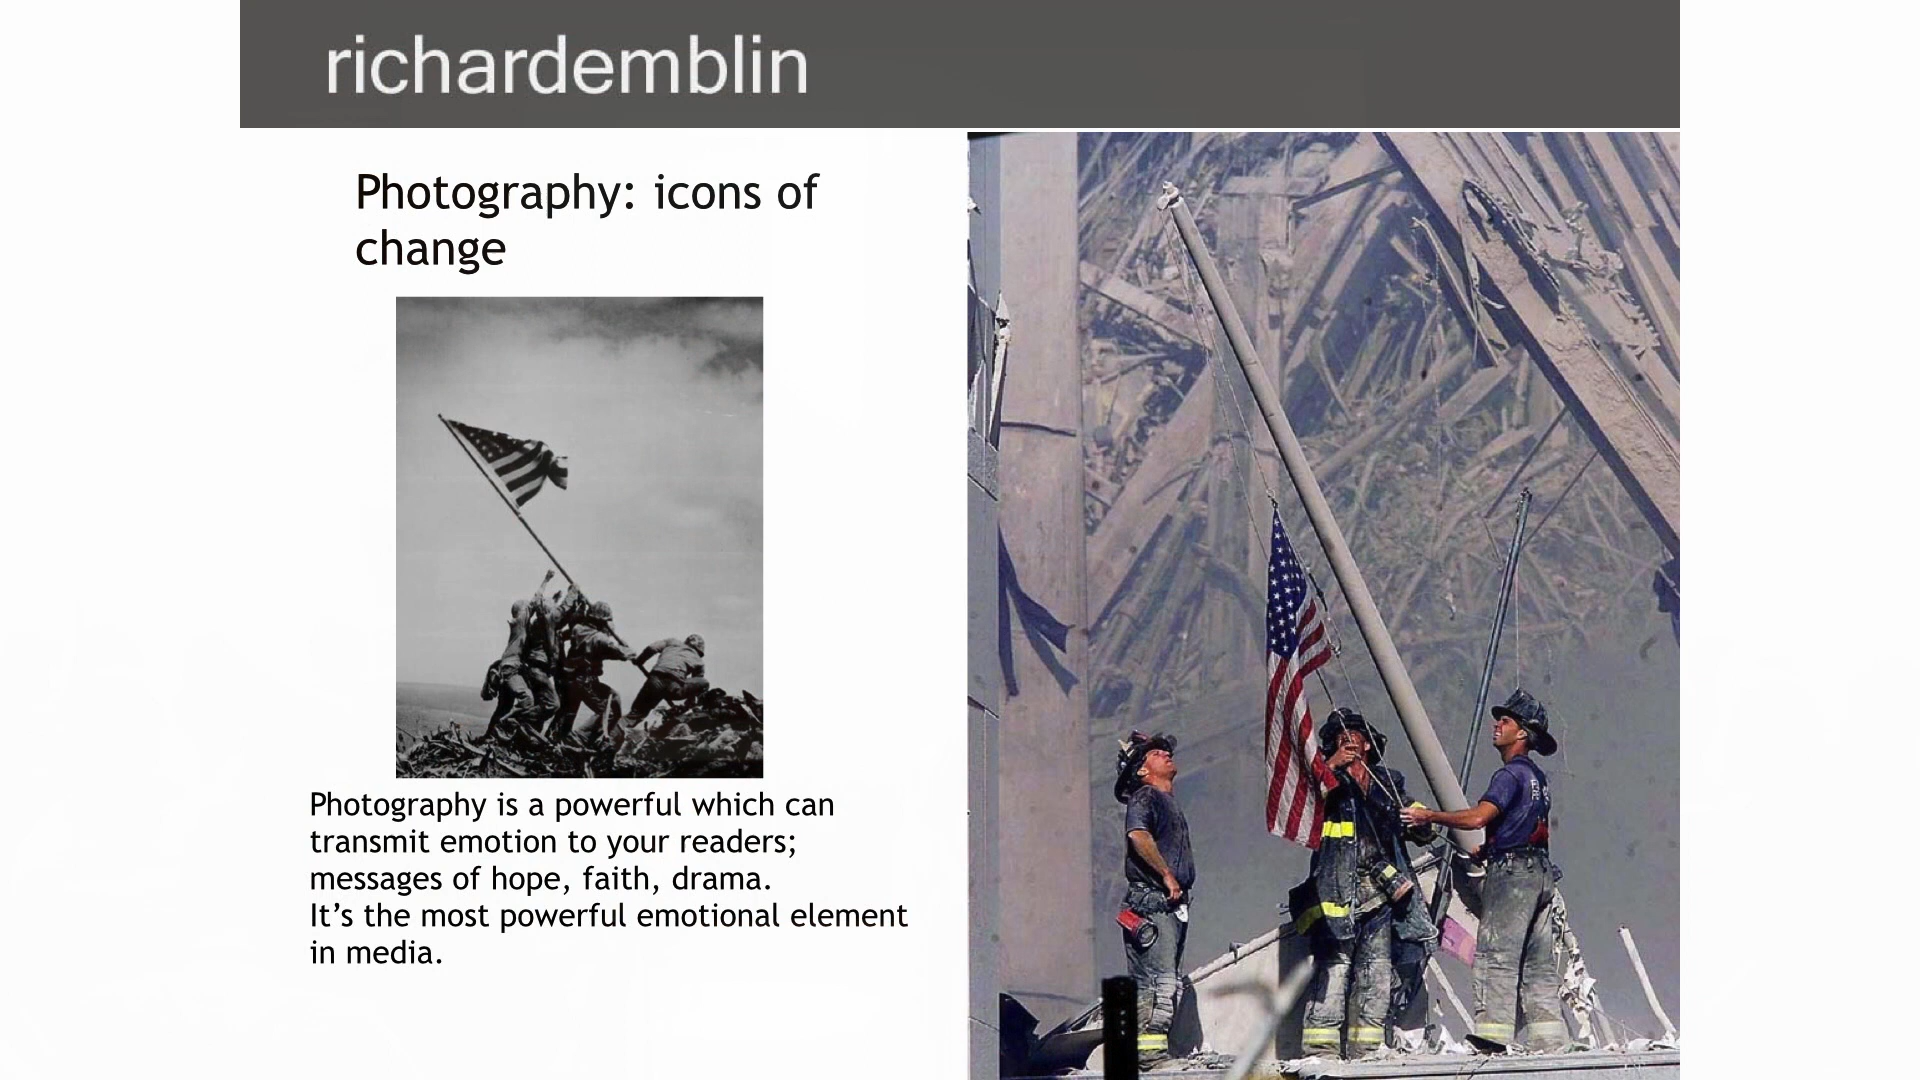 richardemblin
Photography: icons of
change
Photography is a powerful which can
transmit emotion to your readers;
messages of hope, faith, drama.
It’s the most powerful emotional element
in media.